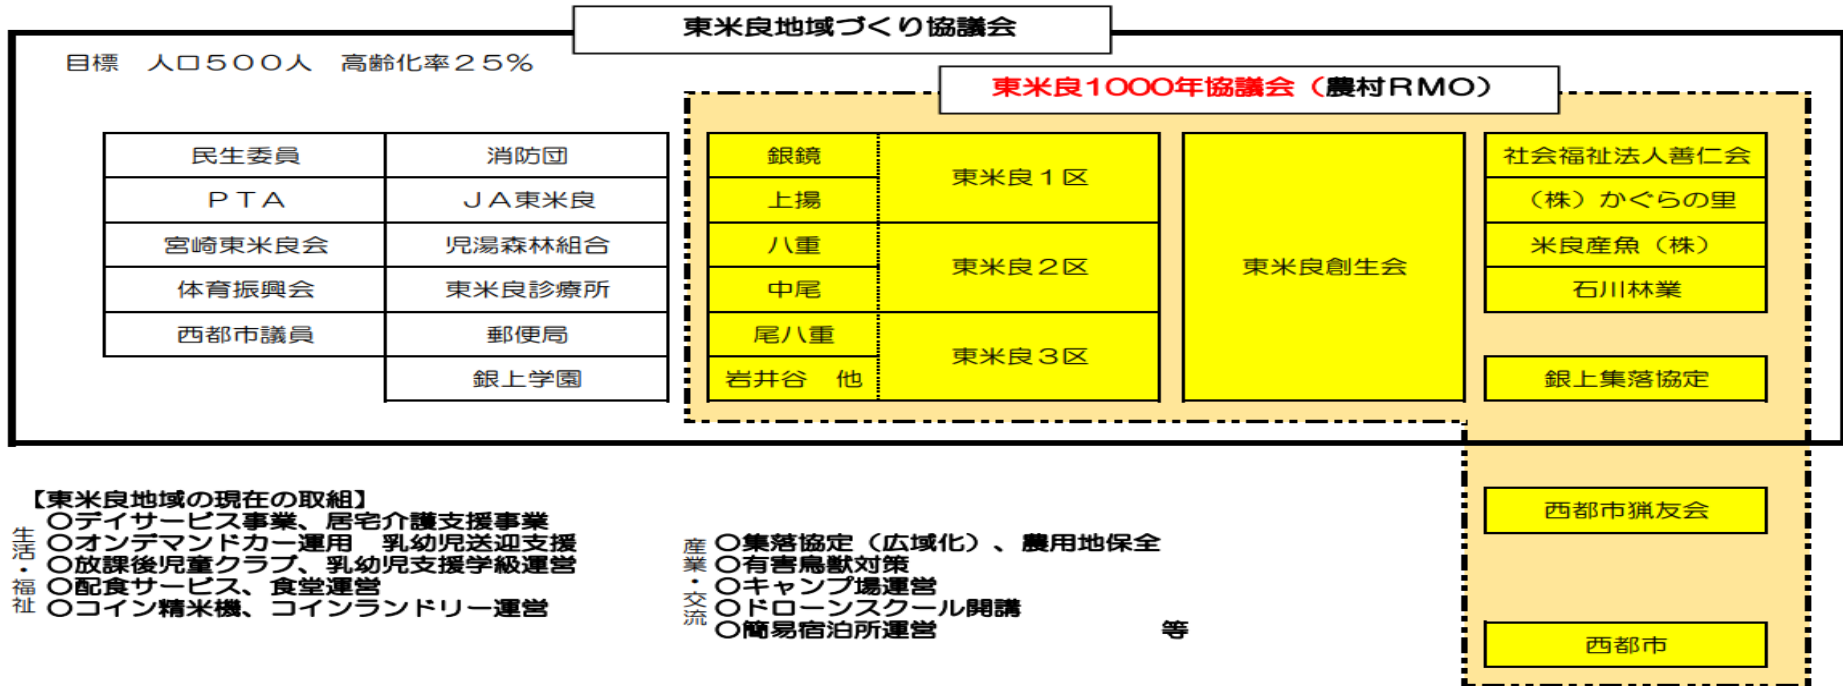 東米良地域づくり協議会
目標　人口５００人　高齢化率２５％
東米良1000年協議会（農村RMO）
民生委員
消防団
ＰＴＡ
ＪＡ東米良
宮崎東米良会
児湯森林組合
体育振興会
東米良診療所
西都市議員
郵便局
銀上学園
銀鏡
上揚
東米良１区
八重
中尾
東米良２区
尾八重
岩井谷　他
東米良３区
東米良創生会
社会福祉法人善仁会
（株）かぐらの里
米良産魚（株）
石川林業
銀上集落協定
西都市猟友会
西都市
【東米良地域の現在の取組】
生活・福祉
〇デイサービス事業、居宅介護支援事業
〇オンデマンドカー運用　乳幼児送迎支援
〇放課後児童クラブ、乳幼児支援学級運営
〇配食サービス、食堂運営
〇コイン精米機、コインランドリー運営
産業・交流
〇集落協定（広域化）、農用地保全
〇有害鳥獣対策
〇キャンプ場運営
〇ドローンスクール開講
〇簡易宿泊所運営　等